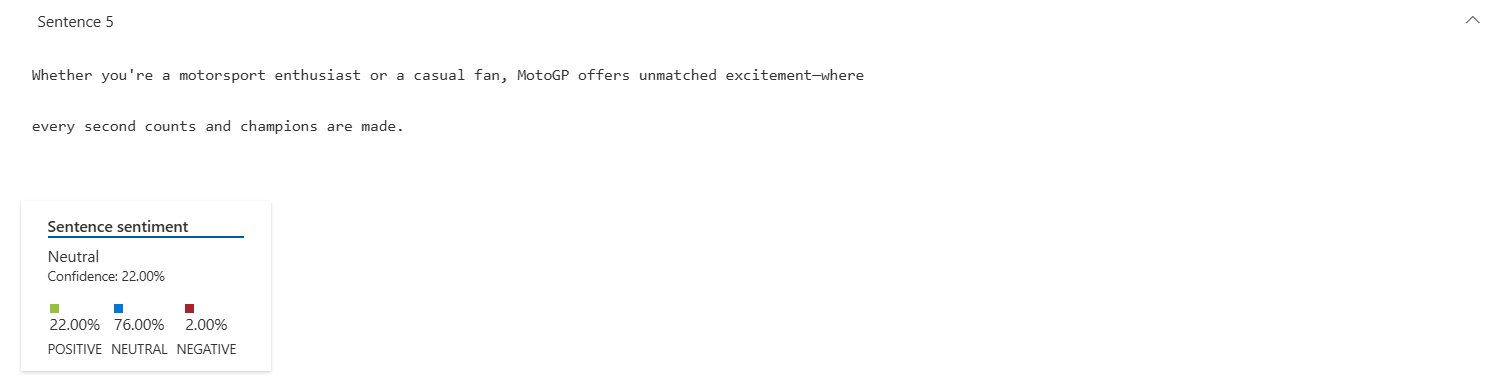 Sentence 5
Whether you're a motorsport enthusiast or a casual fan, MotoGP offers unmatched excitement—where
every second counts and champions are made.
Sentence sentiment
Neutral
Confidence: 22.00%
22.00% 76.00% 2.00%
POSITIVE NEUTRAL NEGATIVE